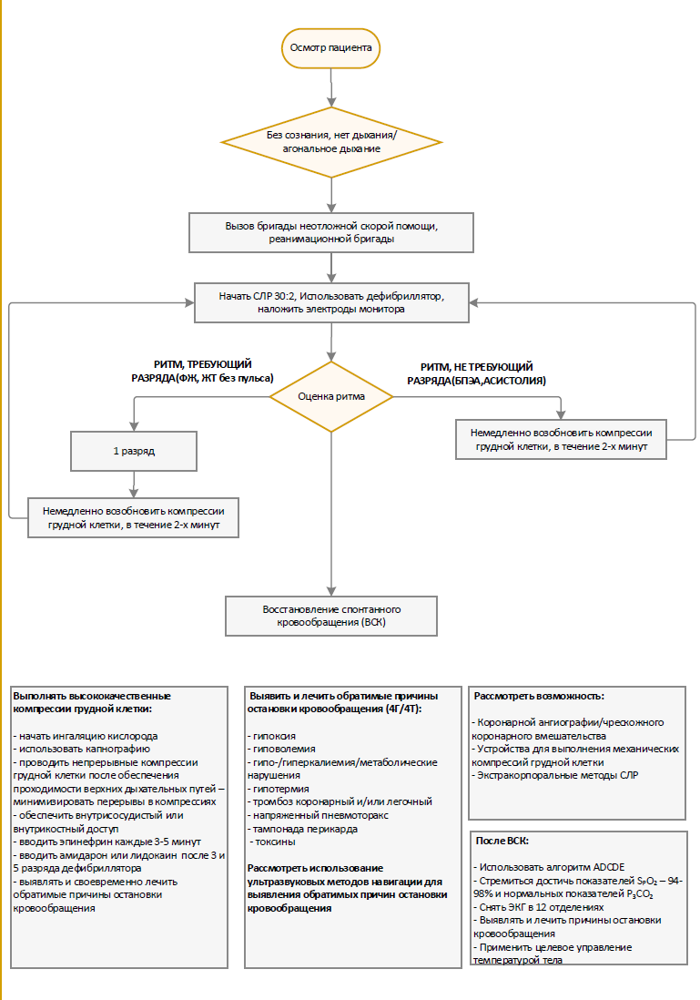 Осмотр пациента
Без сознания, нет дыхания/
агональное дыхание
Вызов бригады неотложной скорой помощи,
реанимационной бригады
Начать СЛР 30:2, Использовать дефибриллятор,
наложить электроды монитора
РИТМ, ТРЕБУЮЩИЙ
РАЗРЯДА(ФЖ, ЖТ без пульса)
РИТМ, НЕ ТРЕБУЮЩИЙ
РАЗРЯДА(БПЭА,АСИСТОЛИЯ)
Оценка ритма
1 разряд
Немедленно возобновить компрессии
грудной клетки, в течение 2-х минут
Немедленно возобновить компрессии
грудной клетки, в течение 2-х минут
Восстановление спонтанного
кровообращения (ВСК)
Выполнять высококачественные
компрессии грудной клетки:
- начать ингаляцию кислорода
- использовать капнографию
- проводить непрерывные компрессии
грудной клетки после обеспечения
проходимости верхних дыхательных путей –
минимизировать перерывы в компрессиях
- обеспечить внутрисосудистый или
внутрикостный доступ
- вводить эпинефрин каждые 3-5 минут
- вводить амидарон или лидокаин после 3 и
5 разряда дефибриллятора
- выявлять и своевременно лечить
обратимые причины остановки
кровообращения
Выявить и лечить обратимые причины
остановки кровообращения (4Г/4Т):
- гипоксия
- гиповолемия
- гипо-/гиперкалиемия/метаболические
нарушения
- гипотермия
- тромбоз коронарный и/или легочный
- напряженный пневмоторакс
- тампонада перикарда
- токсины
Рассмотреть использование
ультразвуковых методов навигации для
выявления обратимых причин остановки
кровообращения
Рассмотреть возможность:
- Коронарной ангиографии/чрескожного
коронарного вмешательства
- Устройства для выполнения механических
компрессий грудной клетки
- Экстракорпоральные методы СЛР
После ВСК:
- Использовать алгоритм ADCDE
- Стремиться достичь показателей SₚO₂ – 94-
98% и нормальных показателей PₐCO₂
- Снять ЭКГ в 12 отделениях
- Выявлять и лечить причины остановки
кровообращения
- Применить целевое управление
температурой тела